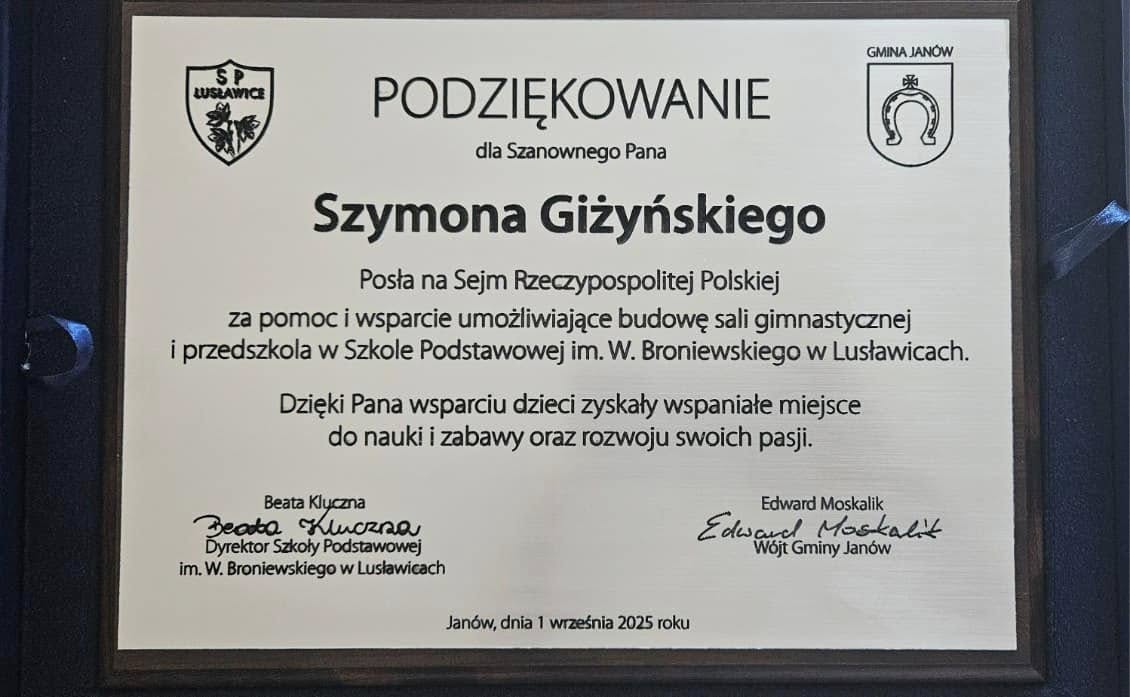 S P
LUSŁAWICE
GMINA JANÓW
PODZIĘKOWANIE
dla Szanownego Pana
Szymona Giżyńskiego
Posła na Sejm Rzeczypospolitej Polskiej
za pomoc i wsparcie umożliwiające budowę sali gimnastycznej
i przedszkola w Szkole Podstawowej im. W. Broniewskiego w Lusławicach.
Dzięki Pana wsparciu dzieci zyskały wspaniałe miejsce
do nauki i zabawy oraz rozwoju swoich pasji.
Beata Kluczna
Beata Kluczna
Dyrektor Szkoły Podstawowej
im. W. Broniewskiego w Lusławicach
Edward Moskalik
Edward Moskalik
Wójt Gminy Janów
Janów, dnia 1 września 2025 roku